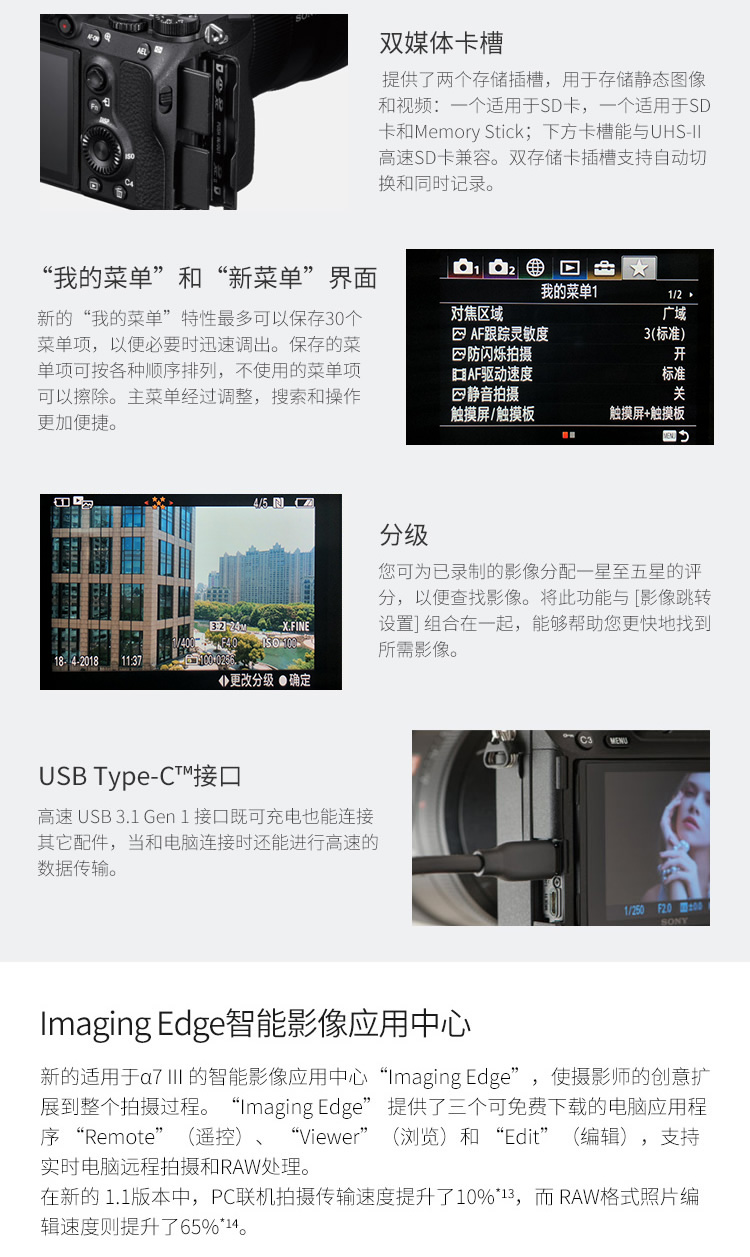 双媒体卡槽
提供了两个存储插槽，用于存储静态图像
和视频：一个适用于SD卡，一个适用于SD
卡和Memory Stick；下方卡槽能与UHS-II
高速SD卡兼容。双存储卡插槽支持自动切
换和同时记录。
AF-ON
AEL
Fn
DISP
ISO
C4
“我的菜单”和“新菜单”界面
新的“我的菜单”特性最多可以保存30个
菜单项，以便必要时迅速调出。保存的菜
单项可按各种顺序排列，不使用的菜单项
可以擦除。主菜单经过调整，搜索和操作
更加便捷。
1 2
我的菜单1 1/2
对焦区域 广域
AF跟踪灵敏度 3(标准)
防闪烁拍摄 开
AF驱动速度 标准
静音拍摄 关
触摸屏/触摸板 触摸屏+触摸板
MENU
1 4/5 N
3:2 24M X.FINE
1/400 F4.0 ISO 100
18- 4-2018 11:37 100-0256
更改分级 确定
分级
您可为已录制的影像分配一星至五星的评
分，以便查找影像。将此功能与 [影像跳转
设置] 组合在一起，能够帮助您更快地找到
所需影像。
USB Type-C™接口
高速 USB 3.1 Gen 1 接口既可充电也能连接
其它配件，当和电脑连接时还能进行高速的
数据传输。
C3 MENU
1/250 F2.0 ±0.0
SONY
Imaging Edge智能影像应用中心
新的适用于α7 III 的智能影像应用中心“Imaging Edge”，使摄影师的创意扩
展到整个拍摄过程。“Imaging Edge” 提供了三个可免费下载的电脑应用程
序 “Remote”（遥控）、 “Viewer”（浏览）和 “Edit”（编辑），支持
实时电脑远程拍摄和RAW处理。
在新的 1.1版本中，PC联机拍摄传输速度提升了10%*13，而 RAW格式照片编
辑速度则提升了65%*14。